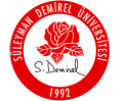 SÜLEYMAN DEMİREL ÜNİVERSİTESİ
S. Demirel
1992